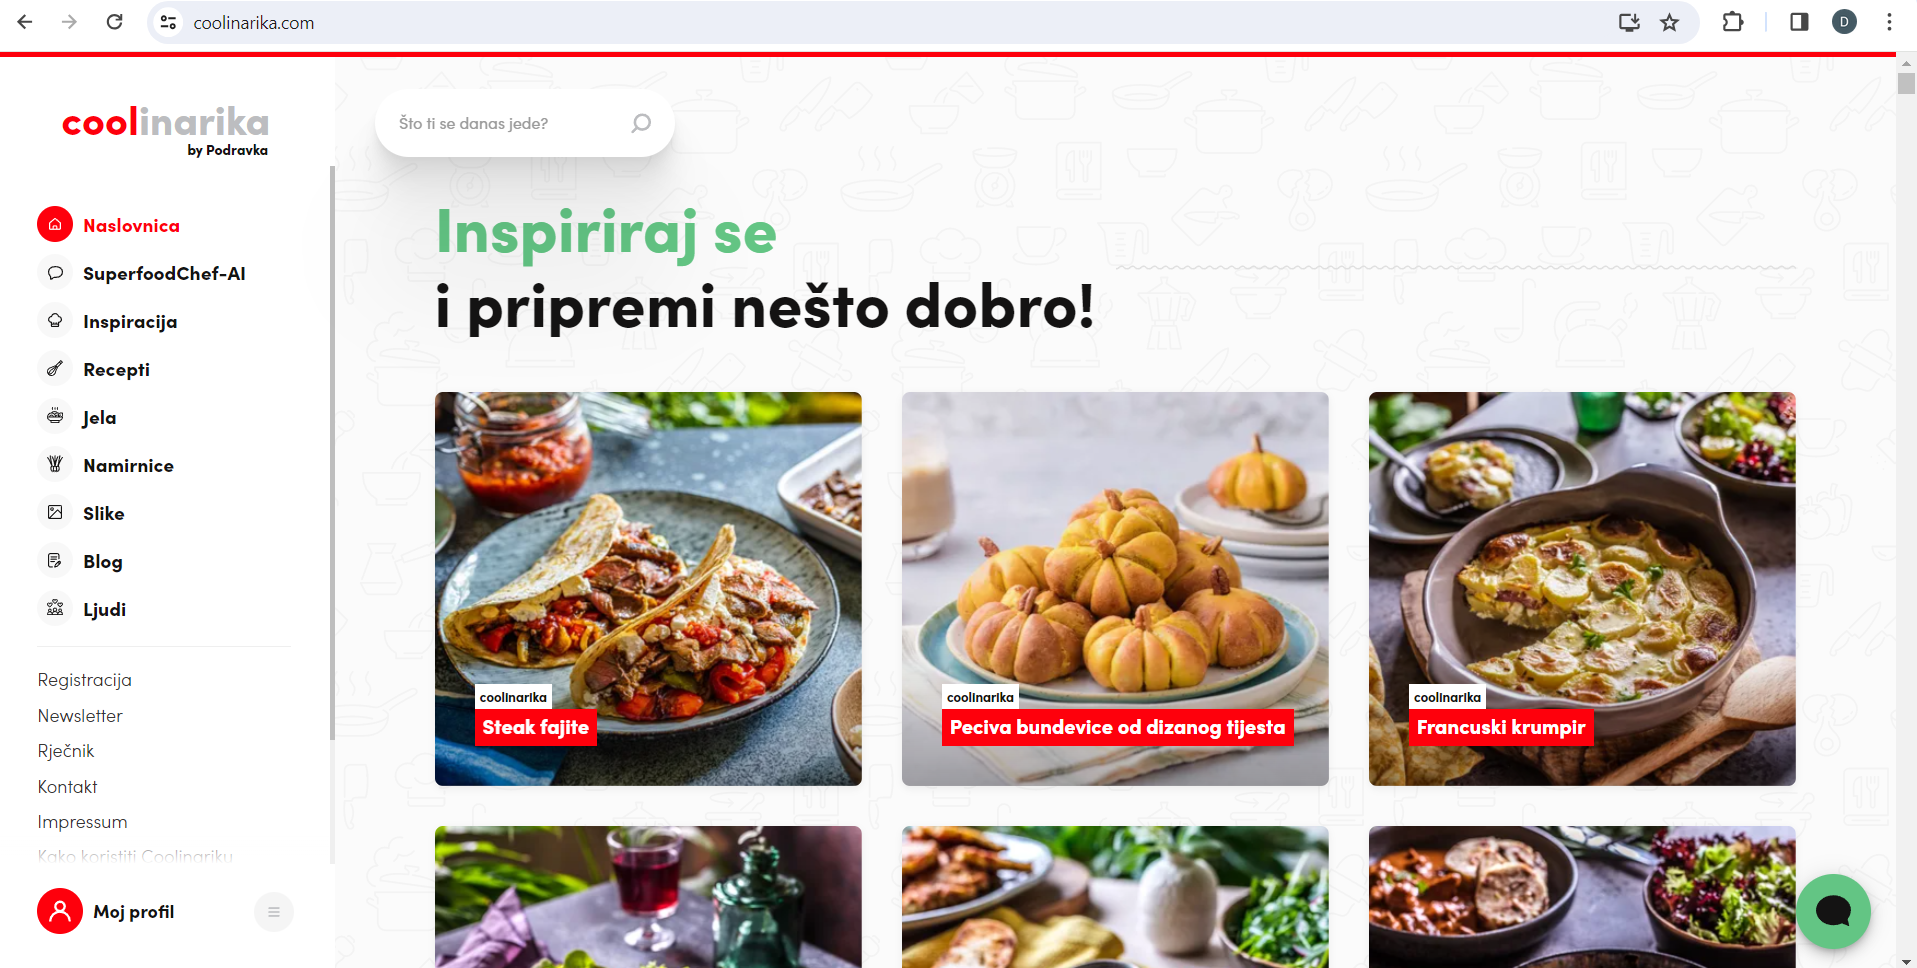 coolinarika.com
D
coolinarika
by Podravka
Što ti se danas jede?
Naslovnica
SuperfoodChef-AI
Inspiracija
Recepti
Jela
Namirnice
Slike
Blog
Ljudi
Registracija
Newsletter
Rječnik
Kontakt
Impressum
Kako koristiti Coolinariku
Moj profil
Inspiriraj se
i pripremi nešto dobro!
coolinarika
Steak fajite
coolinarika
Peciva bundevice od dizanog tijesta
coolinarika
Francuski krumpir